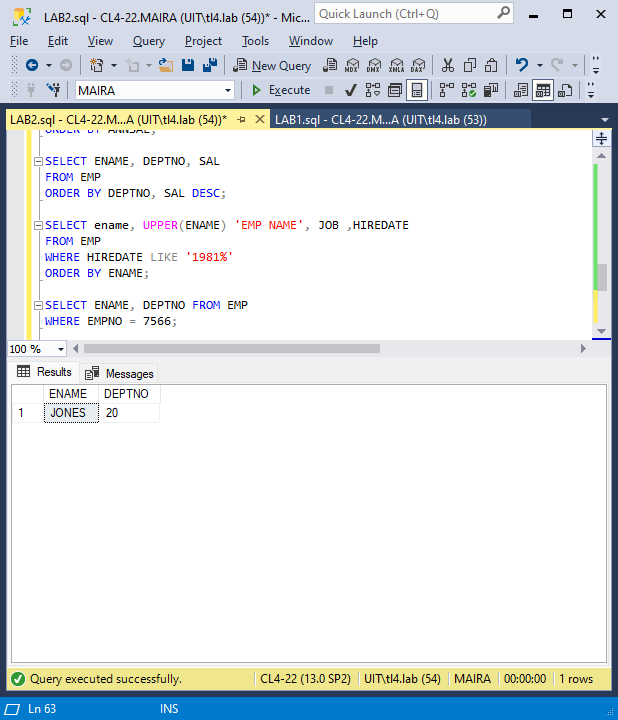 LAB2.sql - CL4-22.MAIRA (UIT\tl4.lab (54))* - Mic...
Quick Launch (Ctrl+Q)
File Edit View Query Project Tools Window Help
New Query MDX DMX XMLA DAX
MAIRA Execute
LAB2.sql - CL4-22.M...A (UIT\tl4.lab (54))* LAB1.sql - CL4-22.M...A (UIT\tl4.lab (53))
ORDER BY ANNSAL;
SELECT ENAME, DEPTNO, SAL
FROM EMP
ORDER BY DEPTNO, SAL DESC;
SELECT ename, UPPER(ENAME) 'EMP NAME', JOB ,HIREDATE
FROM EMP
WHERE HIREDATE LIKE '1981%'
ORDER BY ENAME;
SELECT ENAME, DEPTNO FROM EMP
WHERE EMPNO = 7566;
100 %
Results Messages
ENAME DEPTNO
1 JONES 20
Query executed successfully. CL4-22 (13.0 SP2) UIT\tl4.lab (54) MAIRA 00:00:00 1 rows
Ln 63 INS